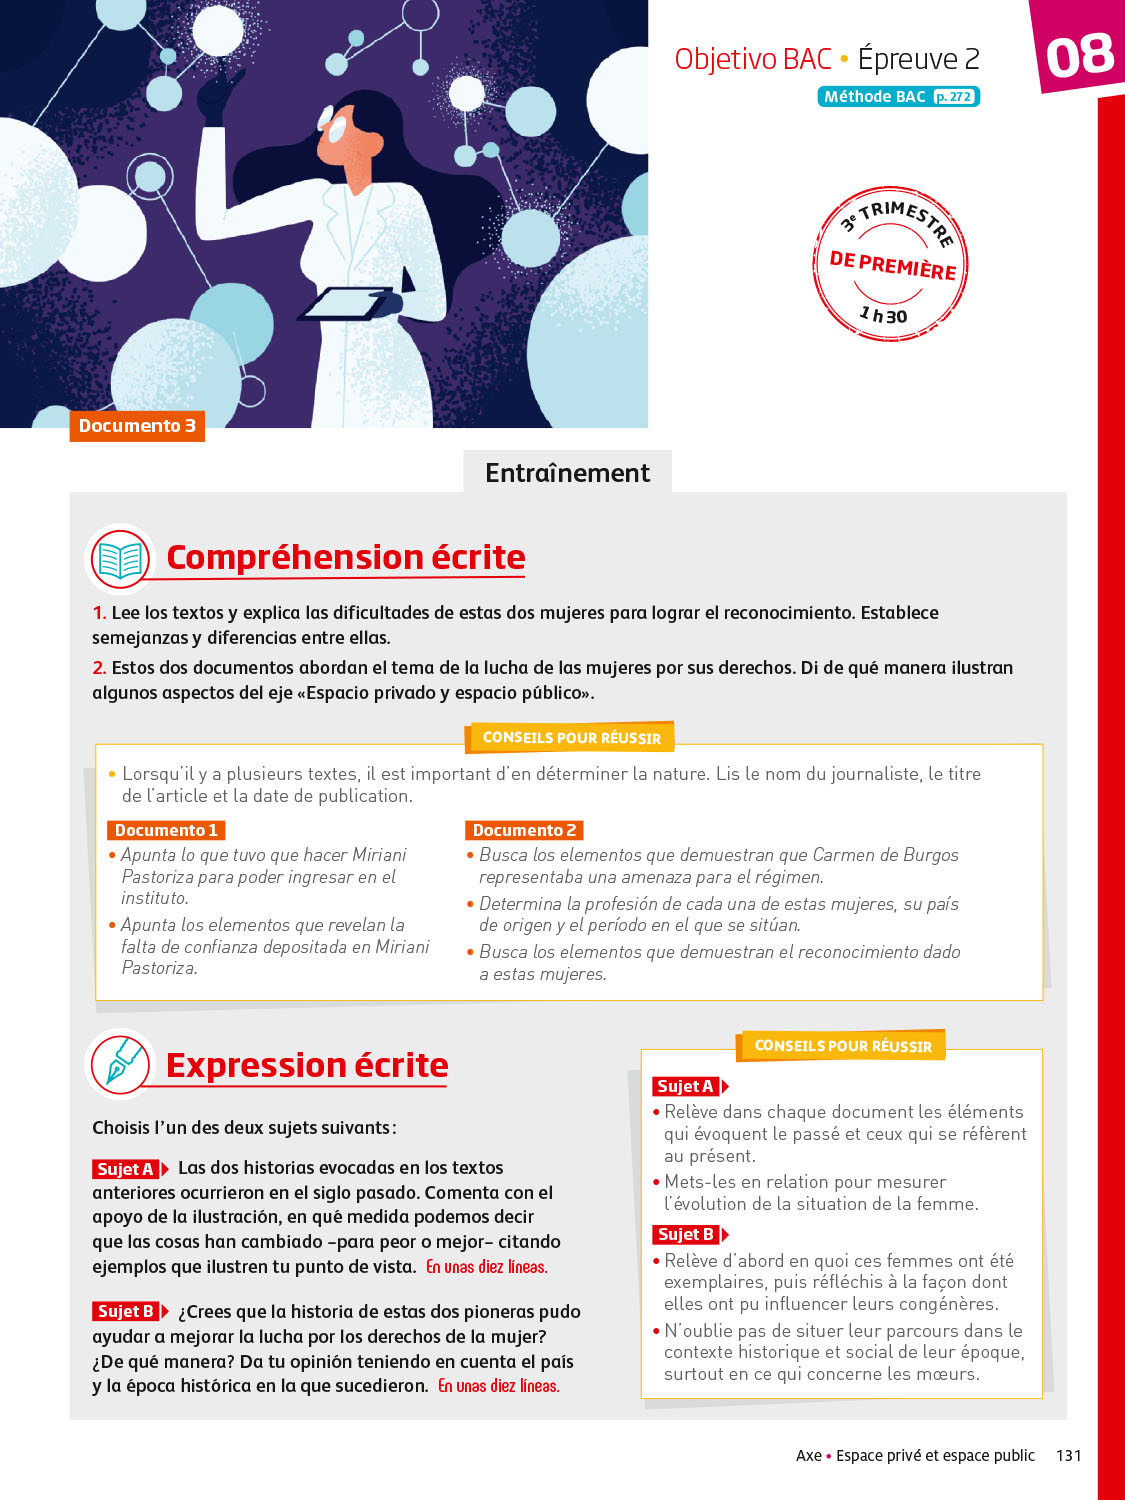 Objetivo BAC • Épreuve 2
08
Méthode BAC p. 272
3e TRIMESTRE
DE PREMIÈRE
1 h 30
Documento 3
Entraînement
Compréhension écrite
1. Lee los textos y explica las dificultades de estas dos mujeres para lograr el reconocimiento. Establece
semejanzas y diferencias entre ellas.
2. Estos dos documentos abordan el tema de la lucha de las mujeres por sus derechos. Di de qué manera ilustran
algunos aspectos del eje «Espacio privado y espacio público».
CONSEILS POUR RÉUSSIR
• Lorsqu'il y a plusieurs textes, il est important d'en déterminer la nature. Lis le nom du journaliste, le titre
de l'article et la date de publication.
Documento 1
• Apunta lo que tuvo que hacer Miriani
Pastoriza para poder ingresar en el
instituto.
• Apunta los elementos que revelan la
falta de confianza depositada en Miriani
Pastoriza.
Documento 2
• Busca los elementos que demuestran que Carmen de Burgos
representaba una amenaza para el régimen.
• Determina la profesión de cada una de estas mujeres, su país
de origen y el período en el que se sitúan.
• Busca los elementos que demuestran el reconocimiento dado
a estas mujeres.
Expression écrite
Choisis l'un des deux sujets suivants :
Sujet A Las dos historias evocadas en los textos
anteriores ocurrieron en el siglo pasado. Comenta con el
apoyo de la ilustración, en qué medida podemos decir
que las cosas han cambiado –para peor o mejor– citando
ejemplos que ilustren tu punto de vista. En unas diez líneas.
Sujet B ¿Crees que la historia de estas dos pioneras pudo
ayudar a mejorar la lucha por los derechos de la mujer?
¿De qué manera? Da tu opinión teniendo en cuenta el país
y la época histórica en la que sucedieron. En unas diez líneas.
CONSEILS POUR RÉUSSIR
Sujet A
• Relève dans chaque document les éléments
qui évoquent le passé et ceux qui se réfèrent
au présent.
• Mets-les en relation pour mesurer
l'évolution de la situation de la femme.
Sujet B
• Relève d'abord en quoi ces femmes ont été
exemplaires, puis réfléchis à la façon dont
elles ont pu influencer leurs congénères.
• N'oublie pas de situer leur parcours dans le
contexte historique et social de leur époque,
surtout en ce qui concerne les mœurs.
Axe • Espace privé et espace public 131